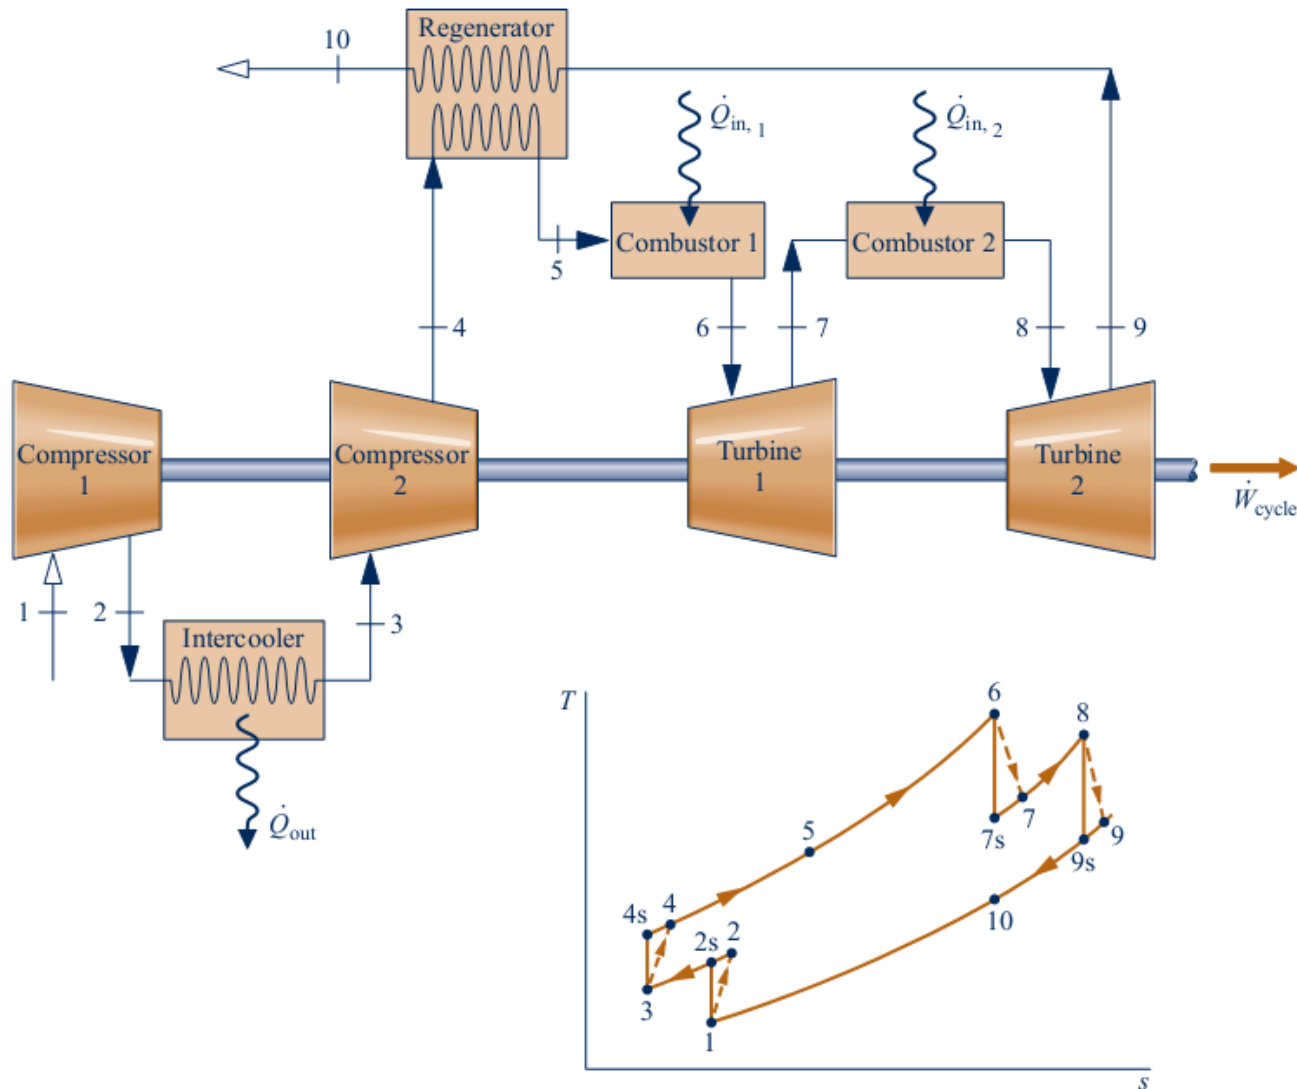 Regenerator
10
Q̇in, 1
Q̇in, 2
Combustor 1
Combustor 2
5
4
6
7
8
9
Compressor
1
Compressor
2
Turbine
1
Turbine
2
Ẇcycle
1
2
3
Intercooler
Q̇out
T
6
8
5
7
7s
9
9s
4s
4
2s
2
10
3
1
s